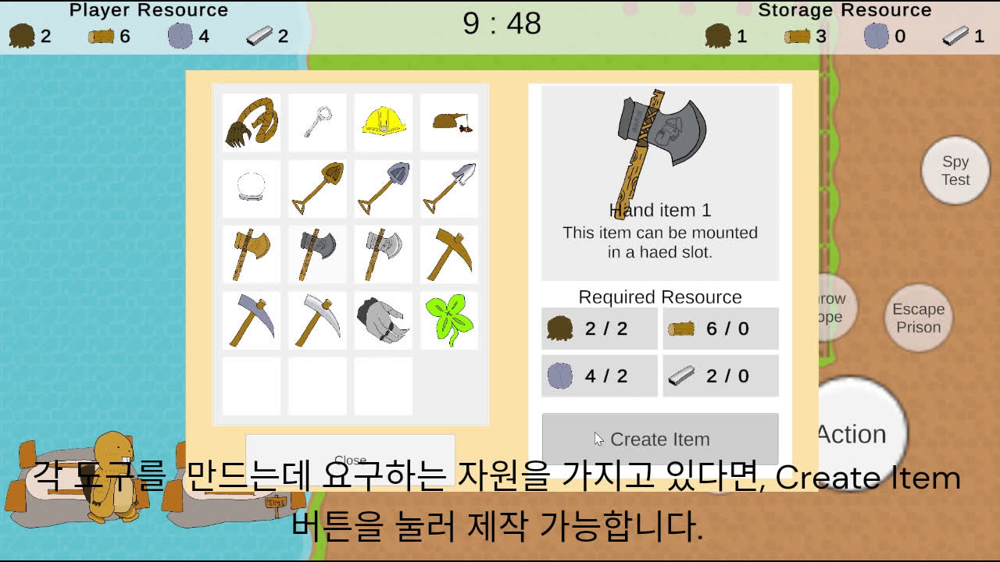 Player Resource
9 : 48
Storage Resource
2
6
4
2
1
3
0
1
Hand item 1
This item can be mounted
in a haed slot.
Required Resource
2 / 2
6 / 0
4 / 2
2 / 0
Create Item
Close
Spy
Test
Escape
Prison
Action
각 도구를 만드는데 요구하는 자원을 가지고 있다면, Create Item
버튼을 눌러 제작 가능합니다.